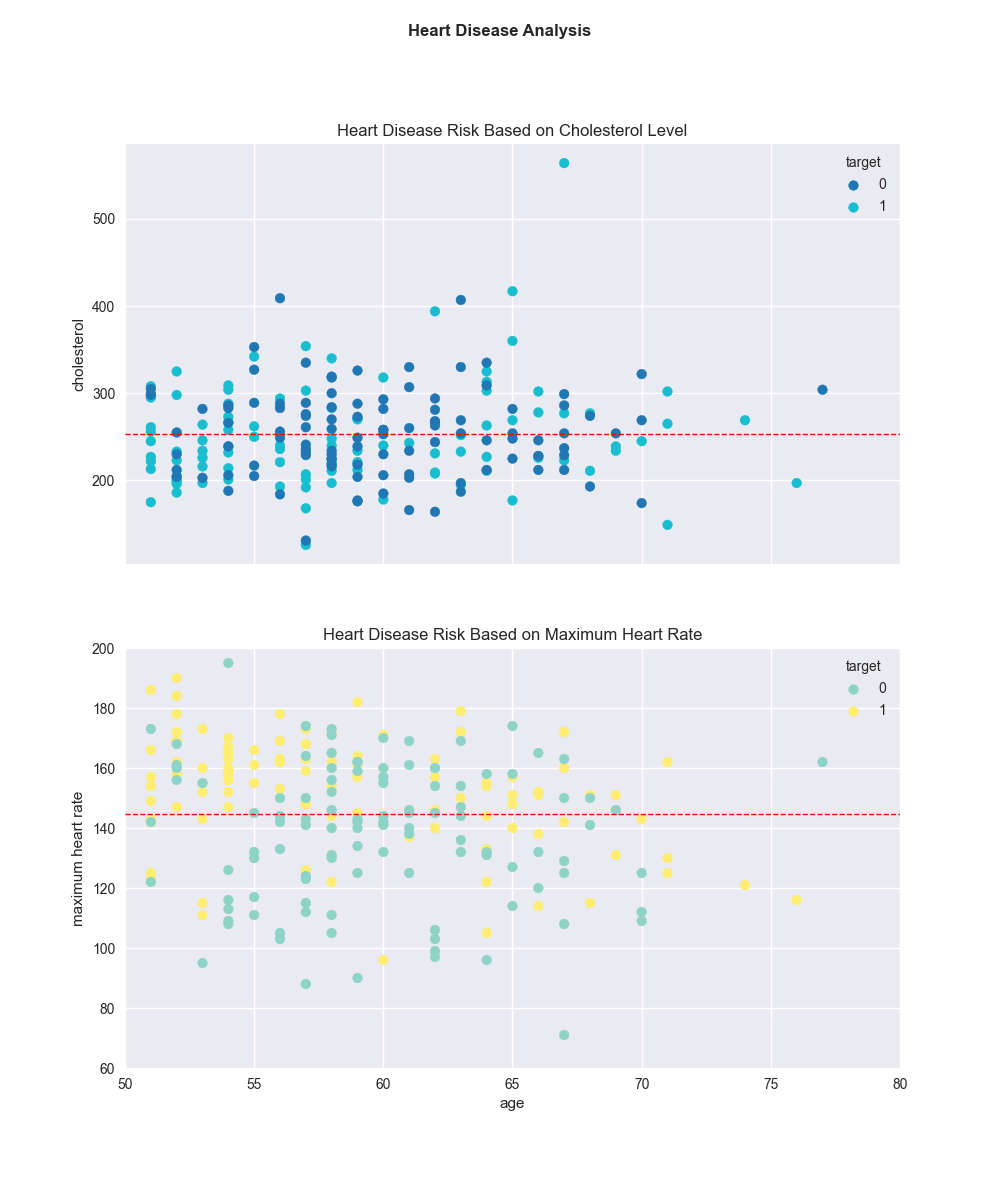 Heart Disease Analysis
Heart Disease Risk Based on Cholesterol Level
target
0
1
500
400
300
200
cholesterol
Heart Disease Risk Based on Maximum Heart Rate
target
0
1
200
180
160
140
120
100
80
60
maximum heart rate
50 55 60 65 70 75 80
age